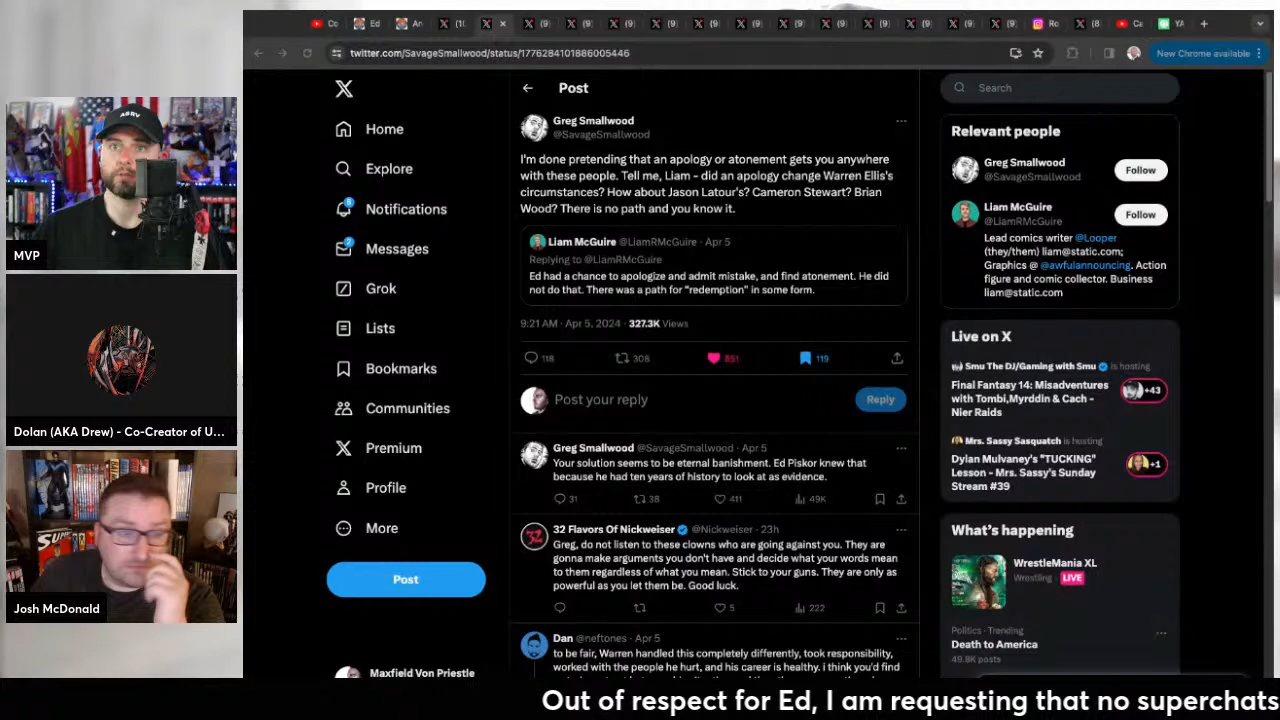 Ed
twitter.com/SavageSmallwood/status/1776284101886005446
New Chrome available
ASRV
MVP
Dolan (AKA Drew) - Co-Creator of U...
Josh McDonald
Home
Explore
Notifications
Messages
Grok
Lists
Bookmarks
Communities
Premium
Profile
More
Post
Maxfield Von Priestle
Post
Greg Smallwood
@SavageSmallwood
I'm done pretending that an apology or atonement gets you anywhere
with these people. Tell me, Liam - did an apology change Warren Ellis's
circumstances? How about Jason Latour's? Cameron Stewart? Brian
Wood? There is no path and you know it.
Liam McGuire @LiamRMcGuire · Apr 5
Replying to @LiamRMcGuire
Ed had a chance to apologize and admit mistake, and find atonement. He did
not do that. There was a path for "redemption" in some form.
9:21 AM · Apr 5, 2024 · 327.3K Views
118 308 851 119
Post your reply
Reply
Greg Smallwood @SavageSmallwood · Apr 5
Your solution seems to be eternal banishment. Ed Piskor knew that
because he had ten years of history to look at as evidence.
31 38 411 49K
32 Flavors Of Nickweiser @Nickweiser · 23h
Greg, do not listen to these clowns who are going against you. They are
gonna make arguments you don't have and decide what your words mean
to them regardless of what you mean. Stick to your guns. They are only as
powerful as you let them be. Good luck.
5 222
Dan @neftones · Apr 5
to be fair, Warren handled this completely differently, took responsibility,
worked with the people he hurt, and his career is healthy. i think you'd find
Search
Relevant people
Greg Smallwood
@SavageSmallwood
Follow
Liam McGuire
@LiamRMcGuire
Follow
Lead comics writer @Looper
(they/them) liam@static.com;
Graphics @ @awfulannouncing. Action
figure and comic collector. Business
liam@static.com
Live on X
Smu The DJ/Gaming with Smu is hosting
Final Fantasy 14: Misadventures
with Tombi,Myrddin & Cach -
Nier Raids
+43
Mrs. Sassy Sasquatch is hosting
Dylan Mulvaney's "TUCKING"
Lesson - Mrs. Sassy's Sunday
Stream #39
+1
What's happening
WrestleMania XL
Wrestling LIVE
Politics · Trending
Death to America
49.8K posts
Out of respect for Ed, I am requesting that no superchats